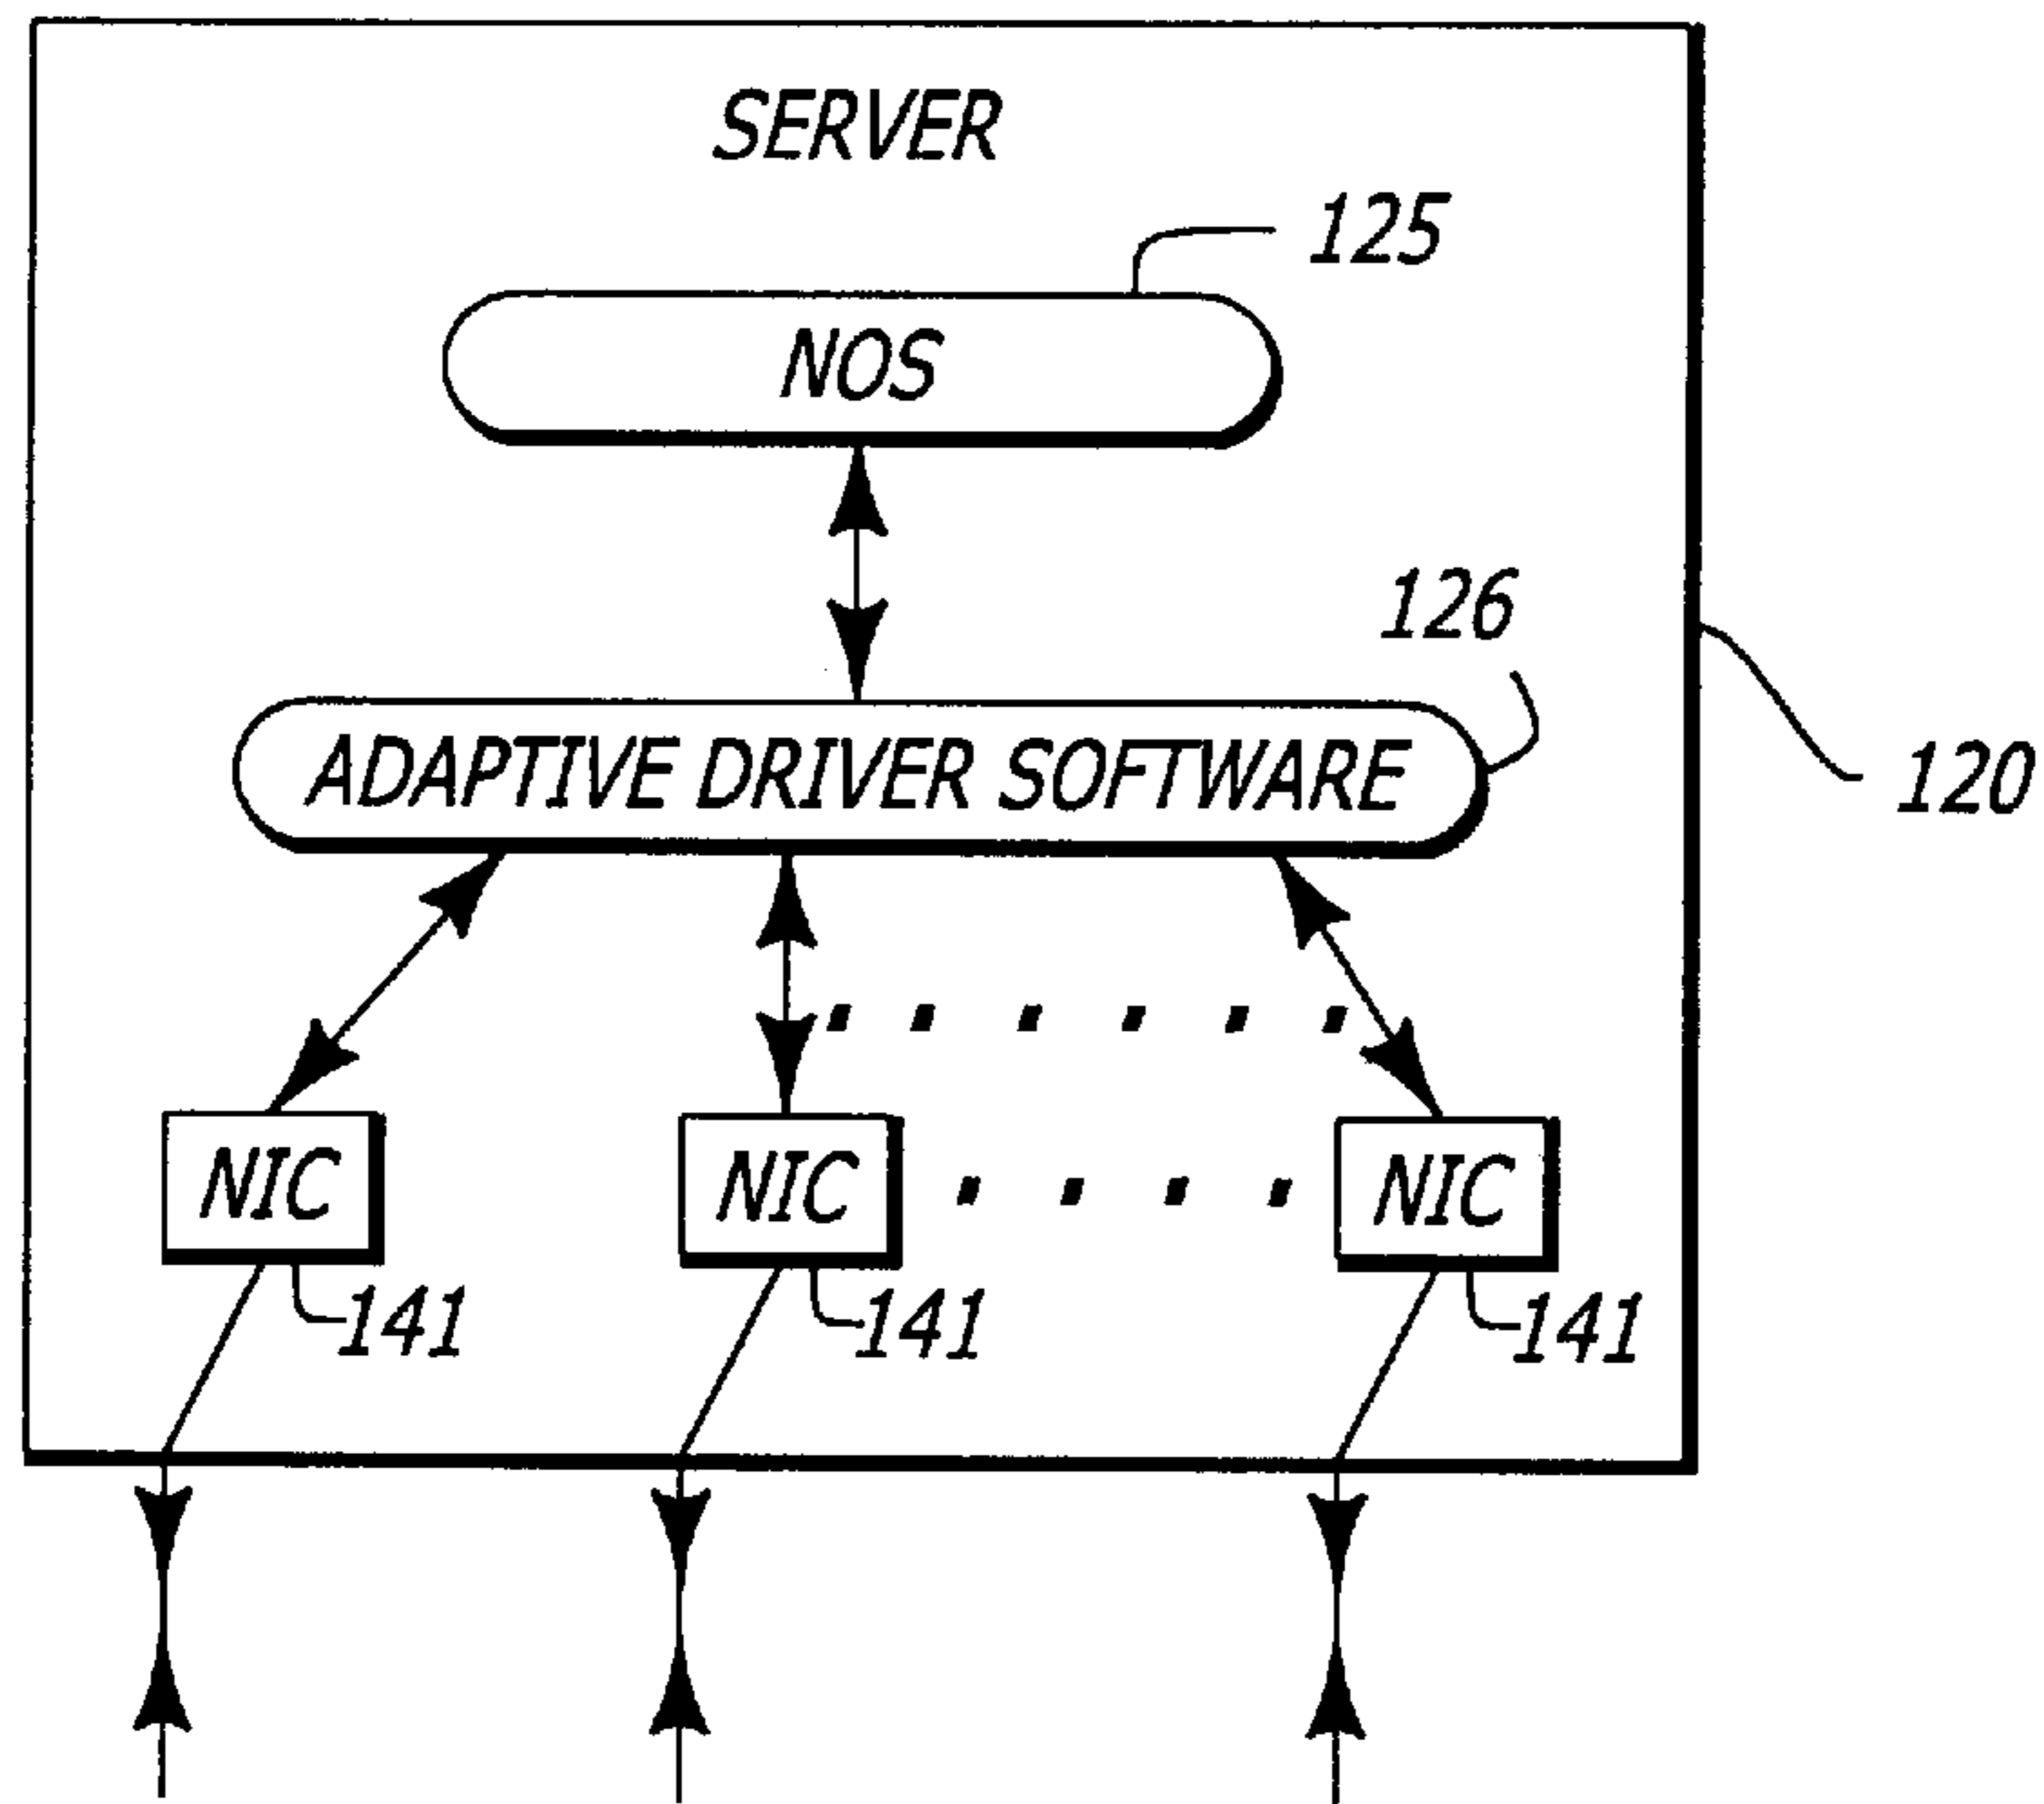 SERVER
125
NOS
126
ADAPTIVE DRIVER SOFTWARE
120
NIC NIC NIC
141 141 141